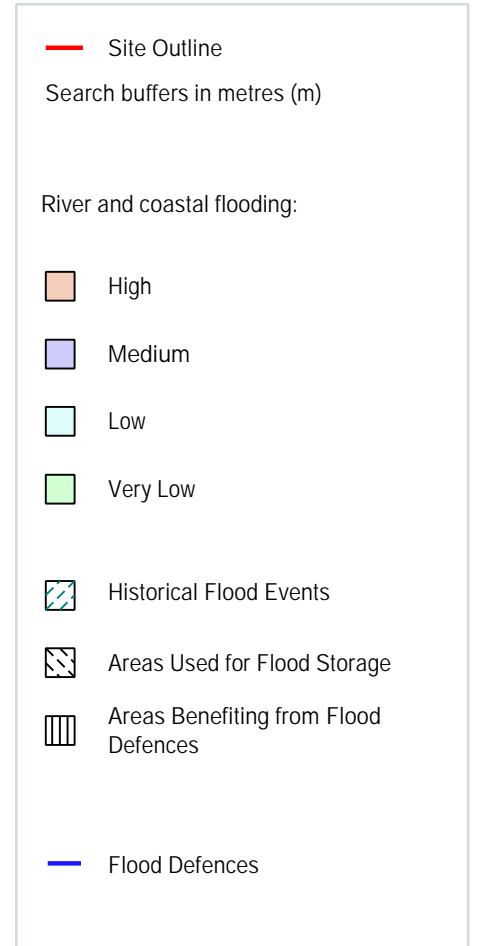 Site Outline
Search buffers in metres (m)
River and coastal flooding:
High
Medium
Low
Very Low
Historical Flood Events
Areas Used for Flood Storage
Areas Benefiting from Flood
Defences
Flood Defences